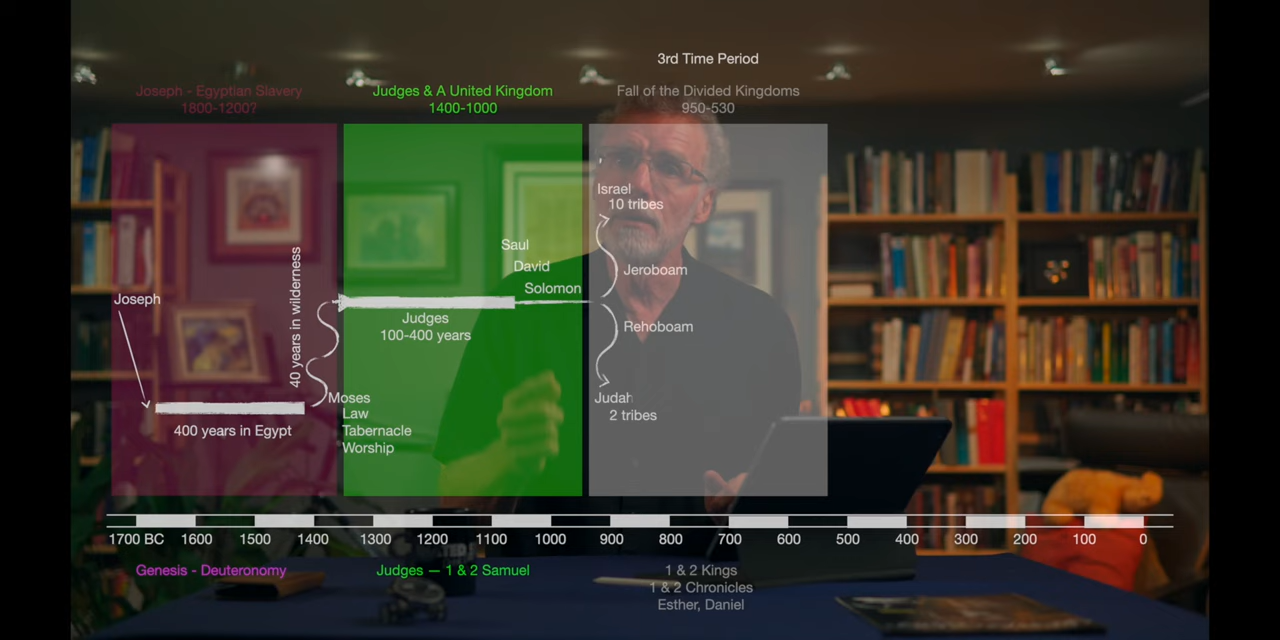 3rd Time Period
Joseph - Egyptian Slavery
1800-1200?
Judges & A United Kingdom
1400-1000
Fall of the Divided Kingdoms
950-530
Israel
10 tribes
Saul
David
Solomon
Jeroboam
Joseph
40 years in wilderness
Judges
100-400 years
Rehoboam
Moses
Law
Tabernacle
Worship
400 years in Egypt
Judah
2 tribes
1700 BC 1600 1500 1400 1300 1200 1100 1000 900 800 700 600 500 400 300 200 100 0
Genesis - Deuteronomy
Judges — 1 & 2 Samuel
1 & 2 Kings
1 & 2 Chronicles
Esther, Daniel